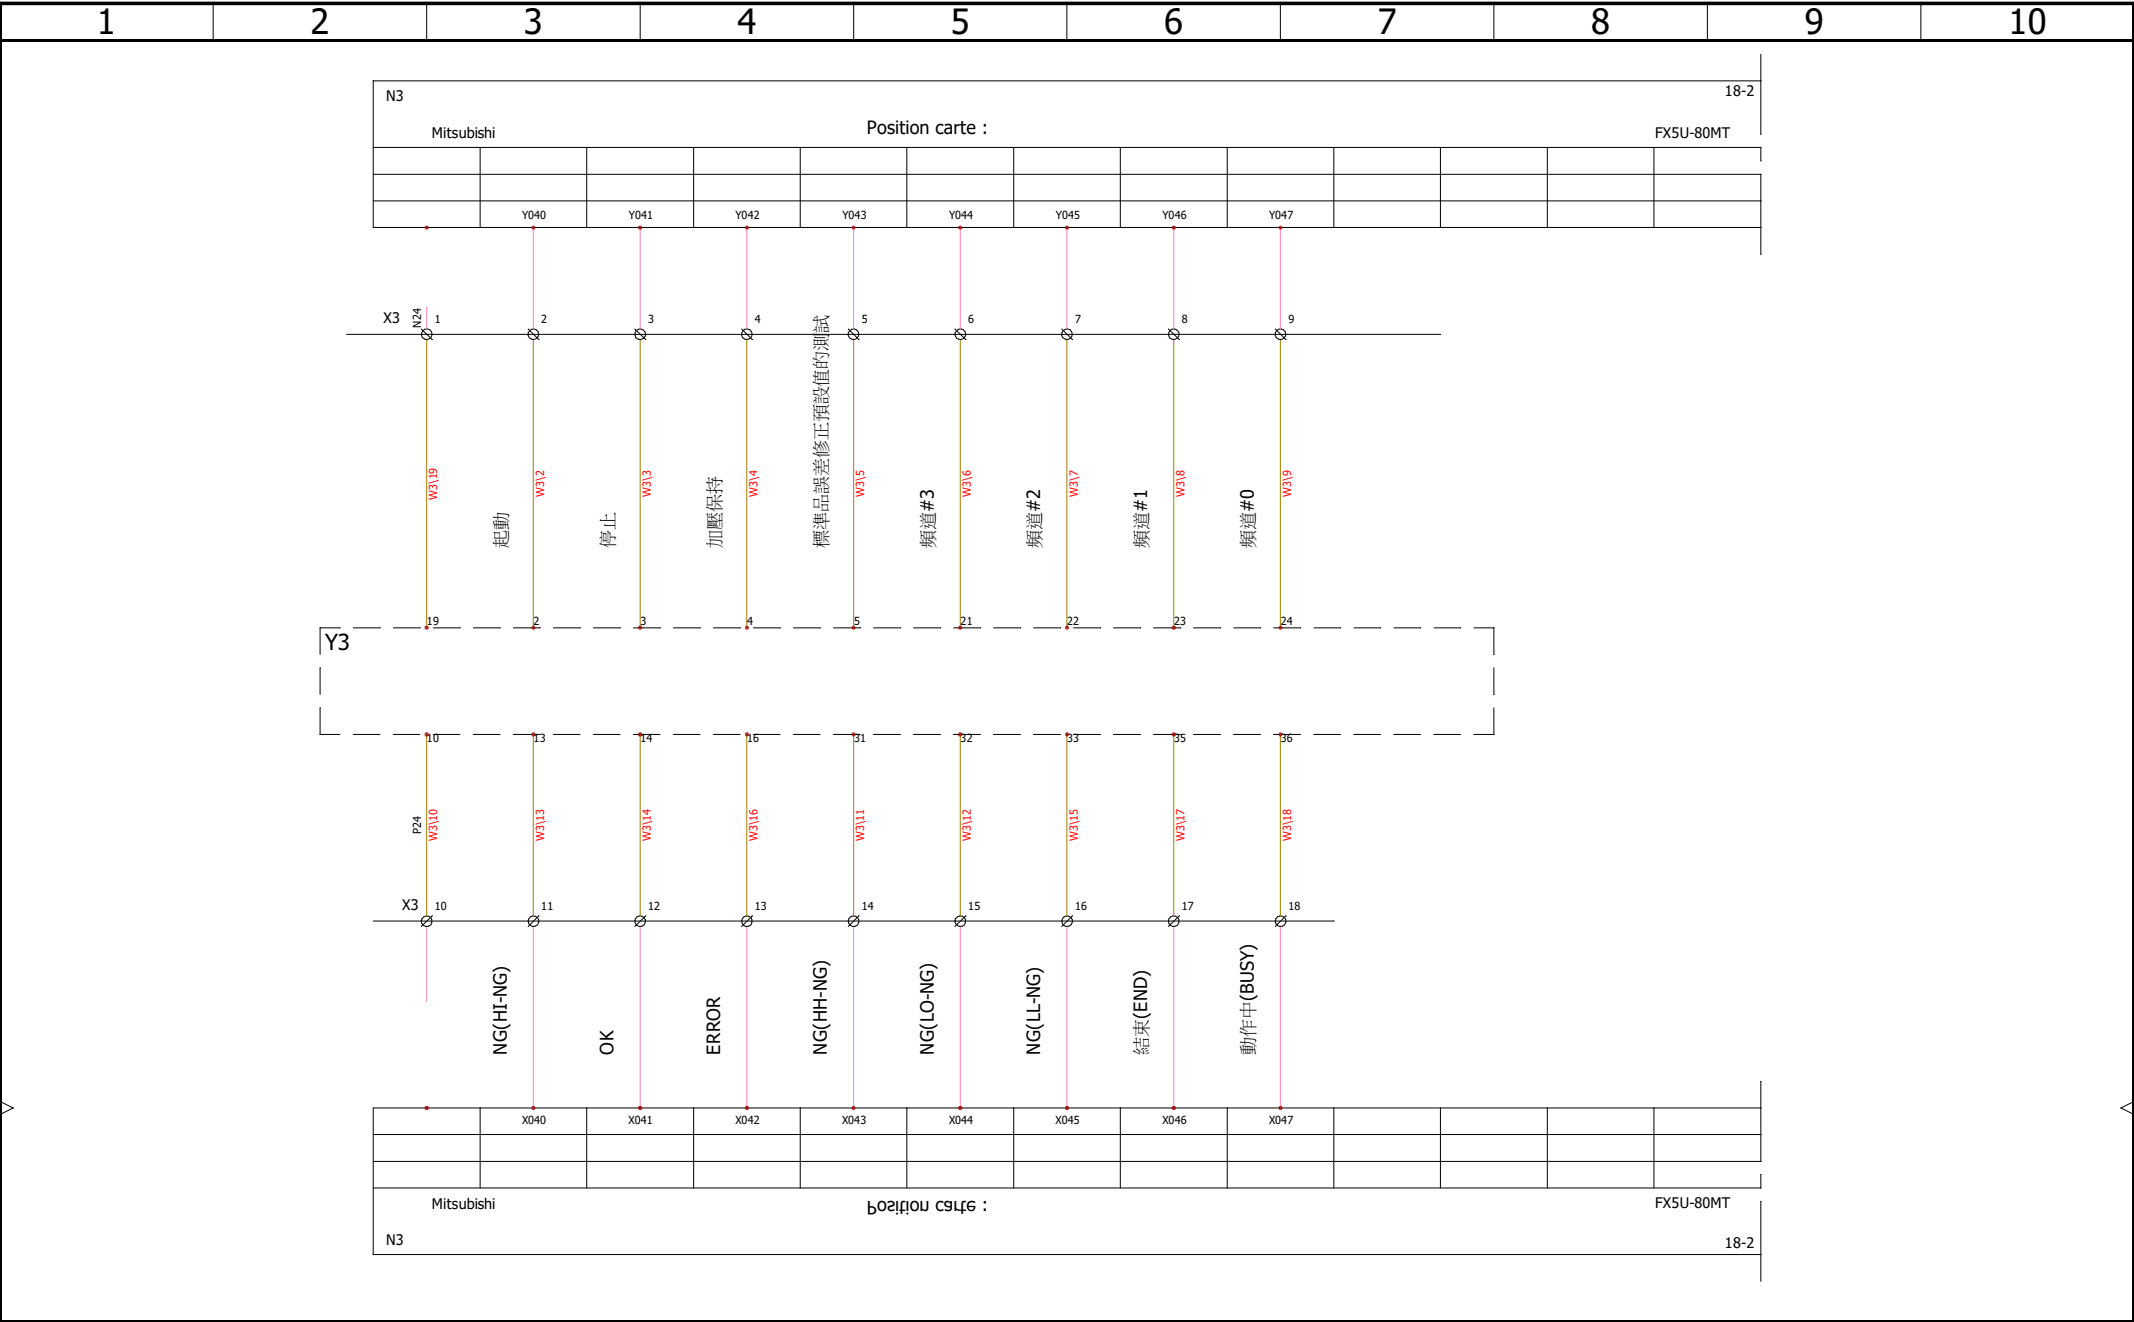 1 2 3 4 5 6 7 8 9 10
N3 18-2
Mitsubishi Position carte : FX5U-80MT
Y040 Y041 Y042 Y043 Y044 Y045 Y046 Y047
X3 N24 1 2 3 4 5 6 7 8 9
W3\19 W3\2 W3\3 W3\4 W3\5 W3\6 W3\7 W3\8 W3\9
起動
停止
加壓保持
標準品誤差修正預設值的測試
頻道#3
頻道#2
頻道#1
頻道#0
19 2 3 4 5 21 22 23 24
Y3
10 13 14 16 31 32 33 35 36
P24 W3\10 W3\13 W3\14 W3\16 W3\11 W3\12 W3\15 W3\17 W3\18
X3 10 11 12 13 14 15 16 17 18
NG(HI-NG)
OK
ERROR
NG(HH-NG)
NG(LO-NG)
NG(LL-NG)
結束(END)
動作中(BUSY)
X040 X041 X042 X043 X044 X045 X046 X047
Mitsubishi Position carte : FX5U-80MT
N3 18-2